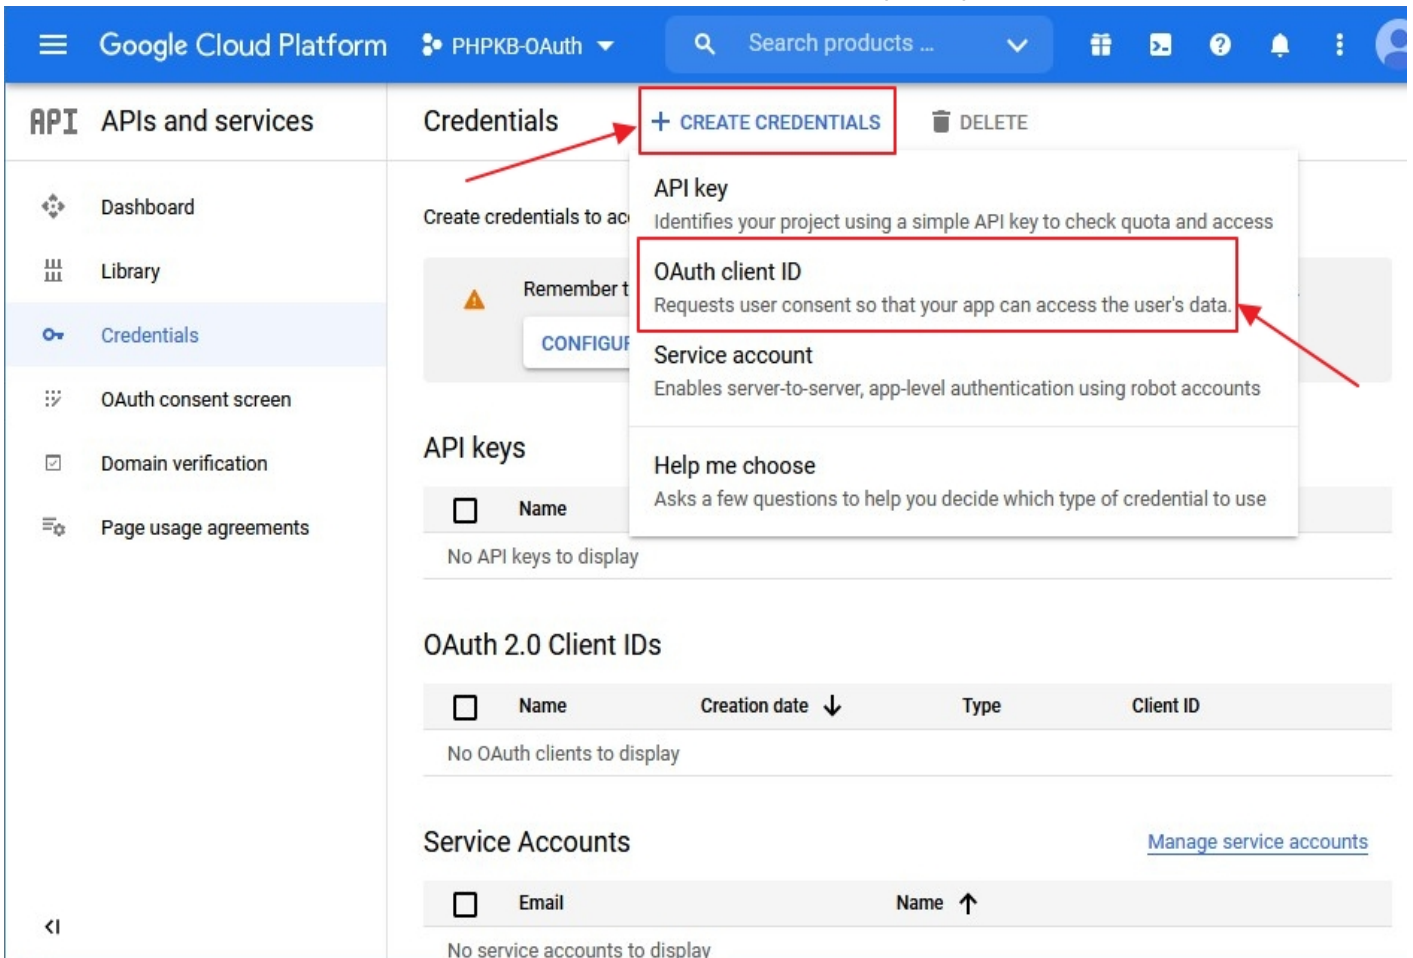 Google Cloud Platform PHPKB-OAuth Search products ...
API APIs and services
Credentials + CREATE CREDENTIALS DELETE
Dashboard
Library
Credentials
OAuth consent screen
Domain verification
Page usage agreements
Create credentials to
Remember
API key
Identifies your project using a simple API key to check quota and access
OAuth client ID
Requests user consent so that your app can access the user's data.
Service account
Enables server-to-server, app-level authentication using robot accounts
Help me choose
Asks a few questions to help you decide which type of credential to use
API keys
Name
No API keys to display
OAuth 2.0 Client IDs
Name Creation date Type Client ID
No OAuth clients to display
Service Accounts Manage service accounts
Email Name
No service accounts to display